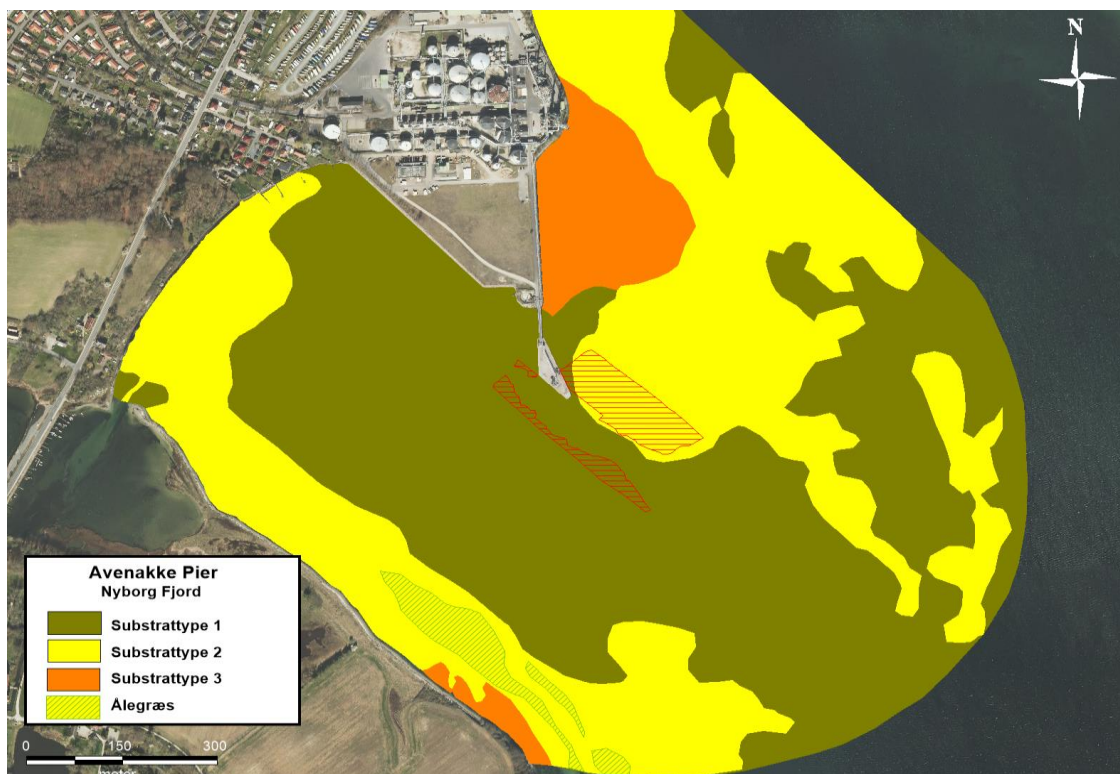 N
Avenakke Pier
Nyborg Fjord
Substrattype 1
Substrattype 2
Substrattype 3
Ålegræs
0 150 300
meter